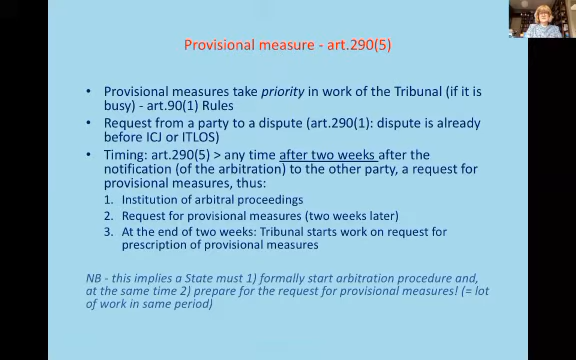 Provisional measure - art.290(5)
• Provisional measures take priority in work of the Tribunal (if it is
busy) - art.90(1) Rules
• Request from a party to a dispute (art.290(1): dispute is already
before ICJ or ITLOS)
• Timing: art.290(5) > any time after two weeks after the
notification (of the arbitration) to the other party, a request for
provisional measures, thus:
1. Institution of arbitral proceedings
2. Request for provisional measures (two weeks later)
3. At the end of two weeks: Tribunal starts work on request for
prescription of provisional measures
NB - this implies a State must 1) formally start arbitration procedure and,
at the same time 2) prepare for the request for provisional measures! (= lot
of work in same period)